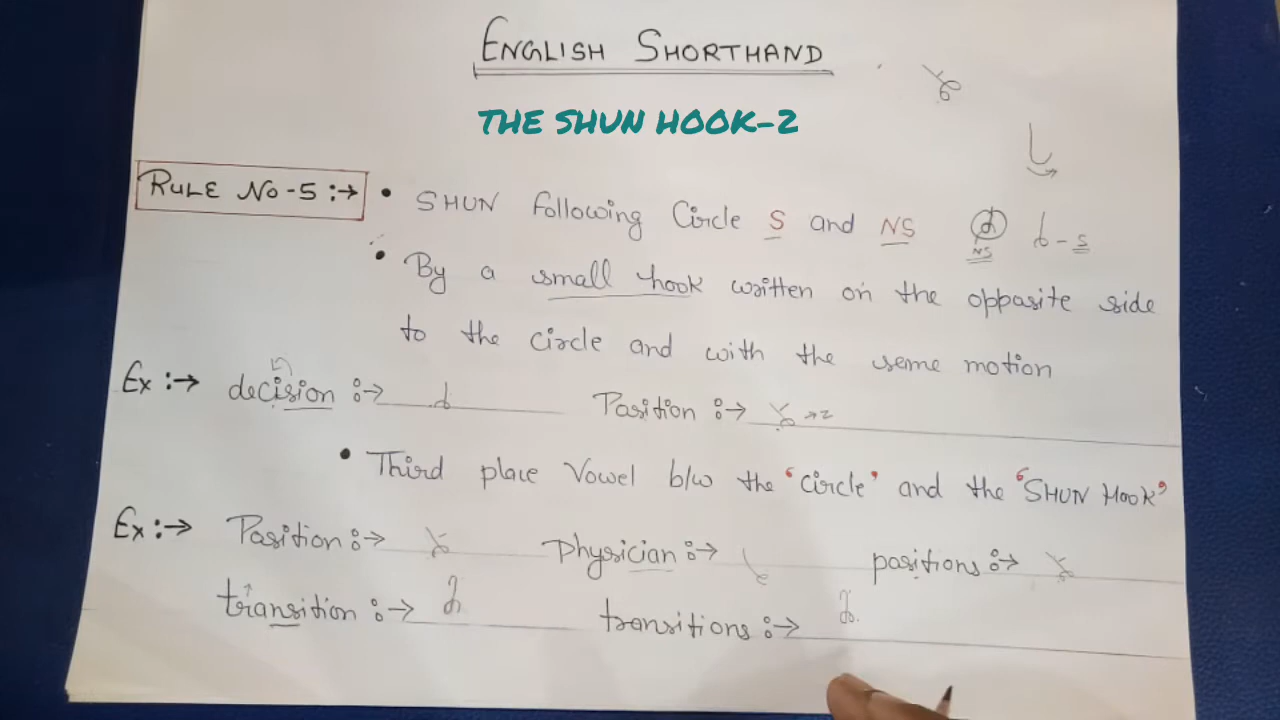 ENGLISH SHORTHAND
THE SHUN HOOK-2
RULE NO-5 :→ • SHUN following Circle S and NS
NS
- S
• By a small hook written on the opposite side
to the circle and with the seme motion
Ex :→ decision :→ Position :→ → 2
• Third place Vowel b/w the 'Circle' and the 'SHUN Hook'
Ex :→ Position :→ Physician :→ positions :→
transition :→ transitions :→